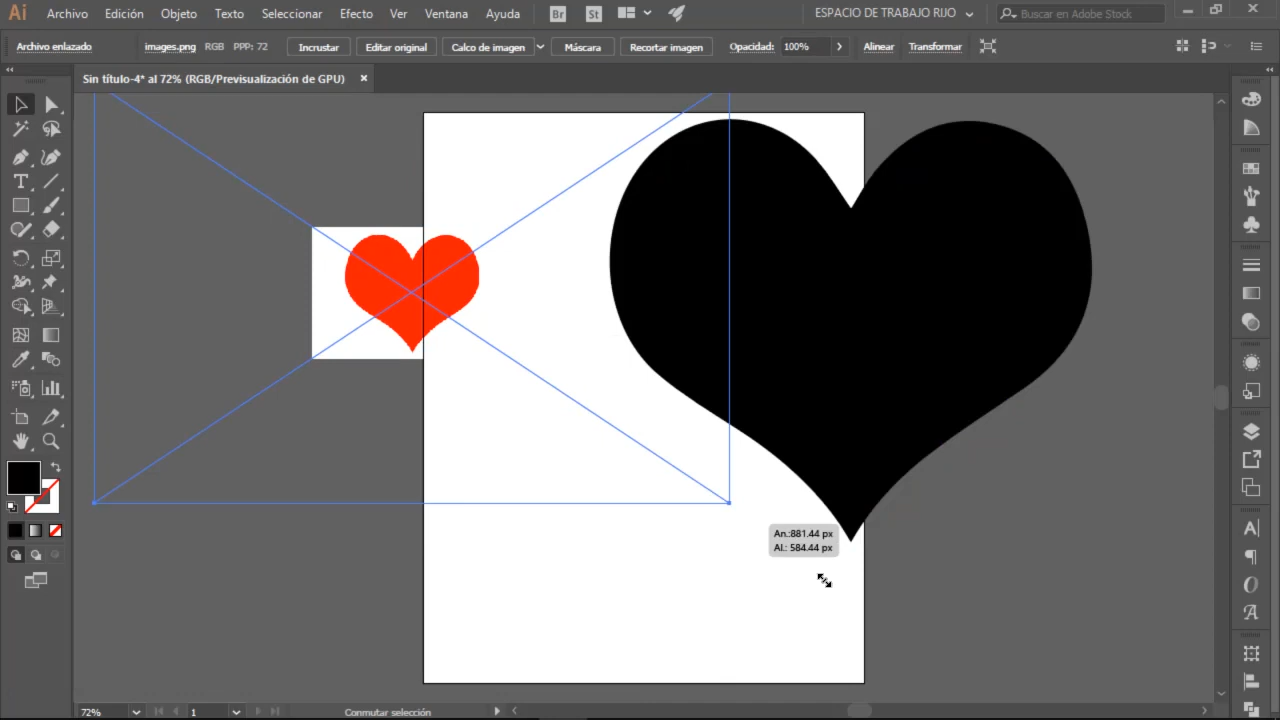 Ai Archivo Edición Objeto Texto Seleccionar Efecto Ver Ventana Ayuda Br St ESPACIO DE TRABAJO RIJO Buscar en Adobe Stock
Archivo enlazado images.png RGB PPP: 72 Incrustar Editar original Calco de imagen Máscara Recortar imagen Opacidad: 100% Alinear Transformar
Sin título-4* al 72% (RGB/Previsualización de GPU)
An.:881.44 px
Al.: 584.44 px
72% 1 Conmutar selección